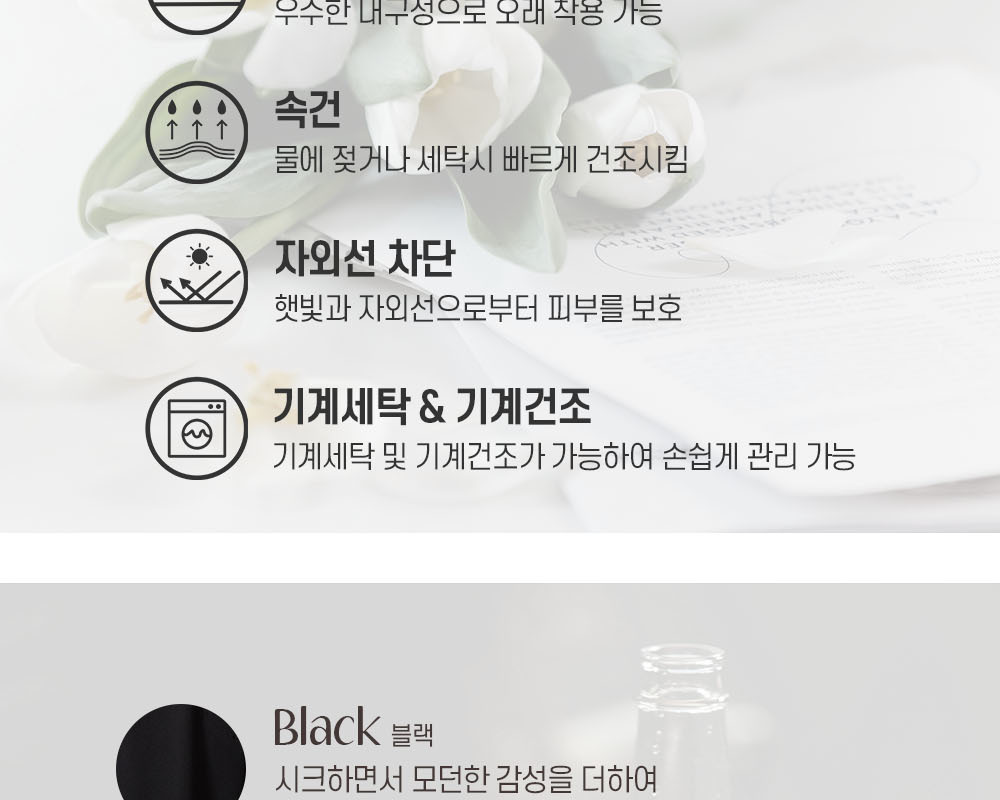 우수한 내구성으로 오래 착용 가능
속건
물에 젖거나 세탁시 빠르게 건조시킴
자외선 차단
햇빛과 자외선으로부터 피부를 보호
기계세탁 & 기계건조
기계세탁 및 기계건조가 가능하여 손쉽게 관리 가능
Black 블랙
시크하면서 모던한 감성을 더하여